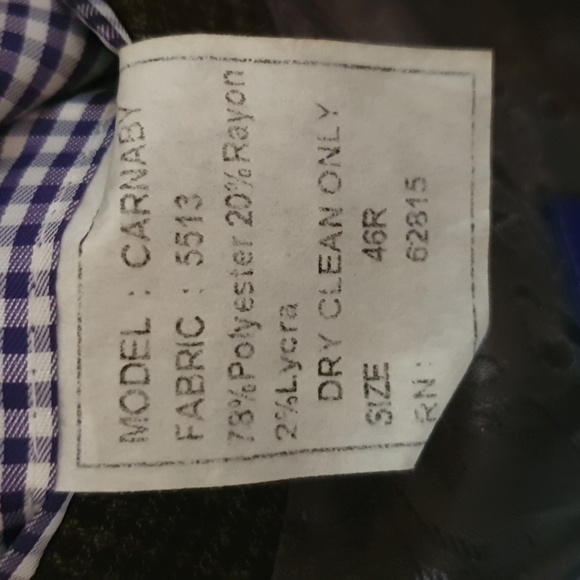 MODEL : CARNABY
FABRIC : 5513
78%Polyester 20%Rayon
2%Lycra
DRY CLEAN ONLY
SIZE 46R
RN: 62815